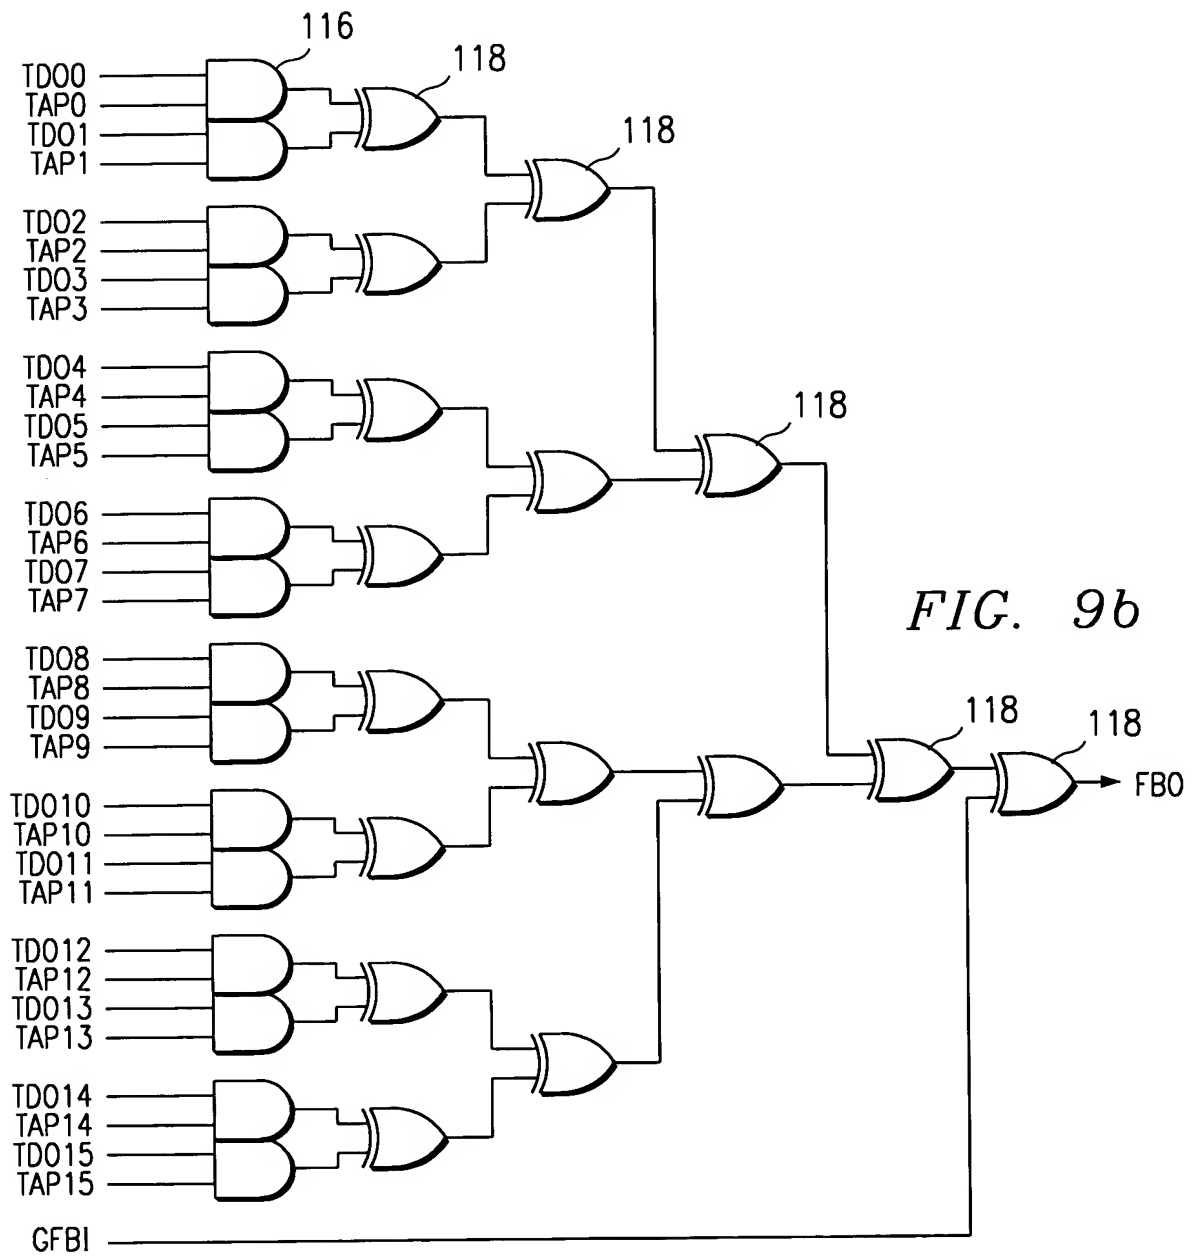 116
118
TDO0
TAP0
TDO1
TAP1
118
TDO2
TAP2
TDO3
TAP3
TDO4
TAP4
TDO5
TAP5
118
TDO6
TAP6
TDO7
TAP7
FIG. 9b
TDO8
TAP8
TDO9
TAP9
118
118
FBO
TDO10
TAP10
TDO11
TAP11
TDO12
TAP12
TDO13
TAP13
TDO14
TAP14
TDO15
TAP15
GFBI